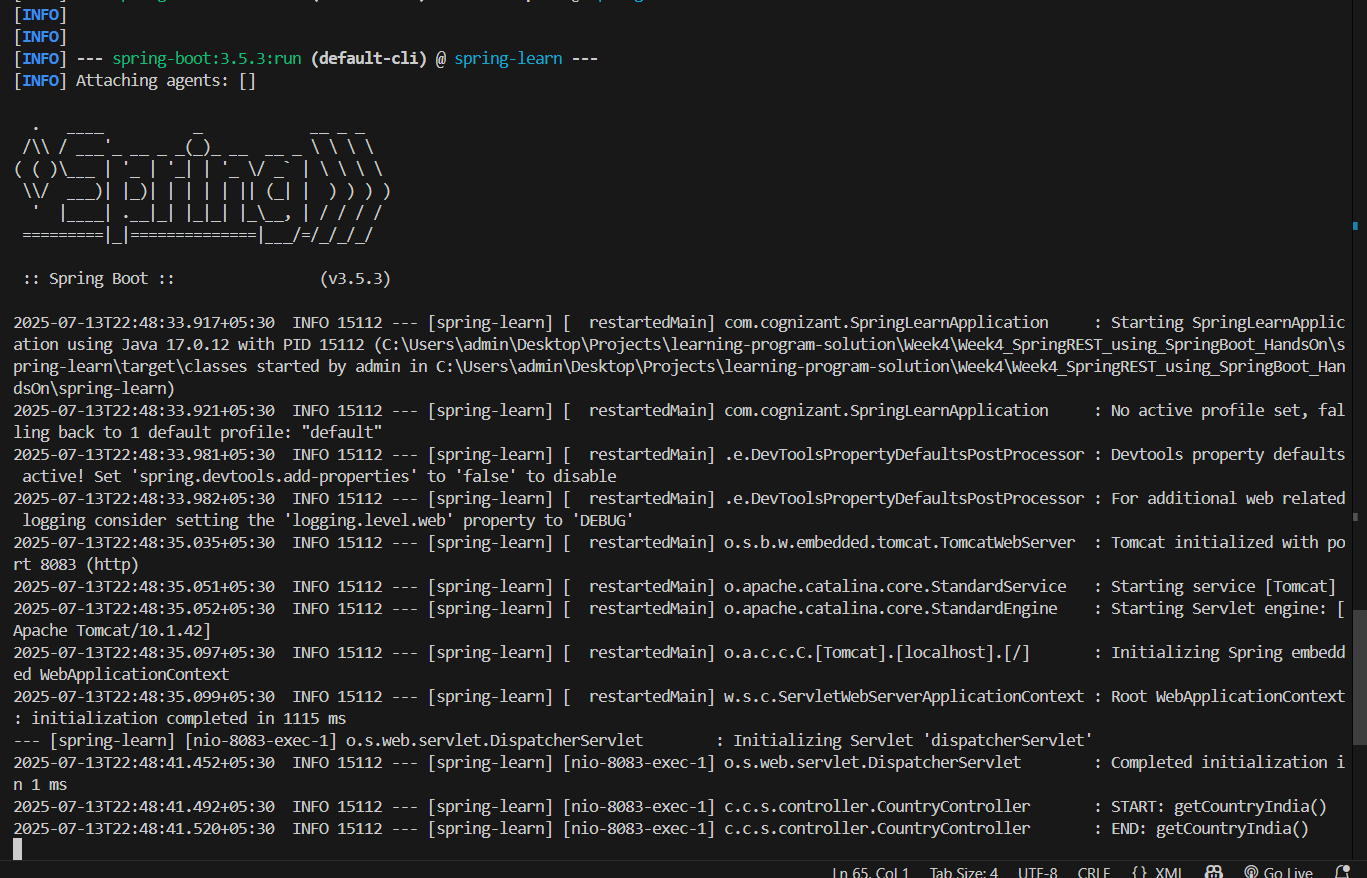 [INFO]
[INFO]
[INFO] --- spring-boot:3.5.3:run (default-cli) @ spring-learn ---
[INFO] Attaching agents: []
  .   ____          _            __ _ _
 /\\ / ___'_ __ _ _(_)_ __  __ _ \ \ \ \
( ( )\___ | '_ | '_| | '_ \/ _` | \ \ \ \
 \\/  ___)| |_)| | | | | || (_| |  ) ) ) )
  '  |____| .__|_| |_|_| |_\__, | / / / /
 =========|_|==============|___/=/_/_/_/
 :: Spring Boot ::                (v3.5.3)
2025-07-13T22:48:33.917+05:30  INFO 15112 --- [spring-learn] [  restartedMain] com.cognizant.SpringLearnApplication     : Starting SpringLearnApplic
ation using Java 17.0.12 with PID 15112 (C:\Users\admin\Desktop\Projects\learning-program-solution\Week4\Week4_SpringREST_using_SpringBoot_HandsOn\s
pring-learn\target\classes started by admin in C:\Users\admin\Desktop\Projects\learning-program-solution\Week4\Week4_SpringREST_using_SpringBoot_Han
dsOn\spring-learn)
2025-07-13T22:48:33.921+05:30  INFO 15112 --- [spring-learn] [  restartedMain] com.cognizant.SpringLearnApplication     : No active profile set, fal
ling back to 1 default profile: "default"
2025-07-13T22:48:33.981+05:30  INFO 15112 --- [spring-learn] [  restartedMain] .e.DevToolsPropertyDefaultsPostProcessor : Devtools property defaults
 active! Set 'spring.devtools.add-properties' to 'false' to disable
2025-07-13T22:48:33.982+05:30  INFO 15112 --- [spring-learn] [  restartedMain] .e.DevToolsPropertyDefaultsPostProcessor : For additional web related
 logging consider setting the 'logging.level.web' property to 'DEBUG'
2025-07-13T22:48:35.035+05:30  INFO 15112 --- [spring-learn] [  restartedMain] o.s.b.w.embedded.tomcat.TomcatWebServer  : Tomcat initialized with po
rt 8083 (http)
2025-07-13T22:48:35.051+05:30  INFO 15112 --- [spring-learn] [  restartedMain] o.apache.catalina.core.StandardService   : Starting service [Tomcat]
2025-07-13T22:48:35.052+05:30  INFO 15112 --- [spring-learn] [  restartedMain] o.apache.catalina.core.StandardEngine    : Starting Servlet engine: [
Apache Tomcat/10.1.42]
2025-07-13T22:48:35.097+05:30  INFO 15112 --- [spring-learn] [  restartedMain] o.a.c.c.C.[Tomcat].[localhost].[/]       : Initializing Spring embedd
ed WebApplicationContext
2025-07-13T22:48:35.099+05:30  INFO 15112 --- [spring-learn] [  restartedMain] w.s.c.ServletWebServerApplicationContext : Root WebApplicationContext
: initialization completed in 1115 ms
--- [spring-learn] [nio-8083-exec-1] o.s.web.servlet.DispatcherServlet        : Initializing Servlet 'dispatcherServlet'
2025-07-13T22:48:41.452+05:30  INFO 15112 --- [spring-learn] [nio-8083-exec-1] o.s.web.servlet.DispatcherServlet        : Completed initialization i
n 1 ms
2025-07-13T22:48:41.492+05:30  INFO 15112 --- [spring-learn] [nio-8083-exec-1] c.c.s.controller.CountryController       : START: getCountryIndia()
2025-07-13T22:48:41.520+05:30  INFO 15112 --- [spring-learn] [nio-8083-exec-1] c.c.s.controller.CountryController       : END: getCountryIndia()
Ln 65, Col 1 Tab Size: 4 UTF-8 CRLF {} XML Go Live